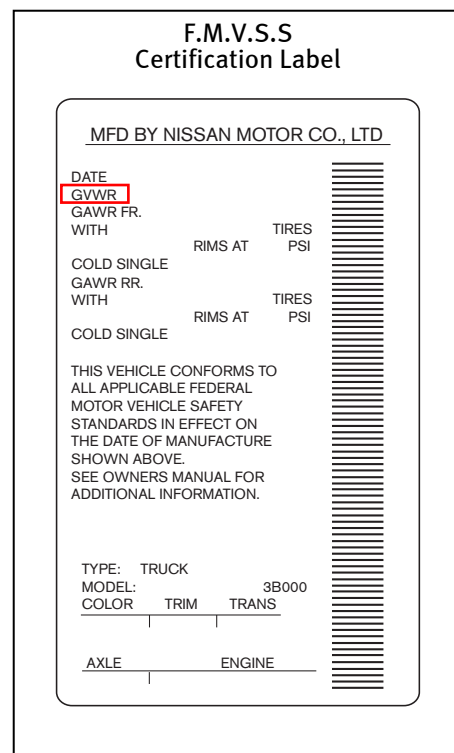 F.M.V.S.S
Certification Label
MFD BY NISSAN MOTOR CO., LTD
DATE
GVWR
GAWR FR.
WITH TIRES
RIMS AT PSI
COLD SINGLE
GAWR RR.
WITH TIRES
RIMS AT PSI
COLD SINGLE
THIS VEHICLE CONFORMS TO
ALL APPLICABLE FEDERAL
MOTOR VEHICLE SAFETY
STANDARDS IN EFFECT ON
THE DATE OF MANUFACTURE
SHOWN ABOVE.
SEE OWNERS MANUAL FOR
ADDITIONAL INFORMATION.
TYPE: TRUCK
MODEL: 3B000
COLOR TRIM TRANS
AXLE ENGINE